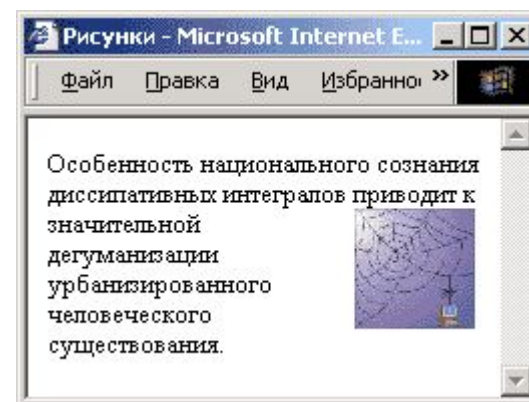 Рисунки - Microsoft Internet E...
Файл Правка Вид Избранно »
Особенность национального сознания
диссипативных интегралов приводит к
значительной
дегуманизации
урбанизированного
человеческого
существования.